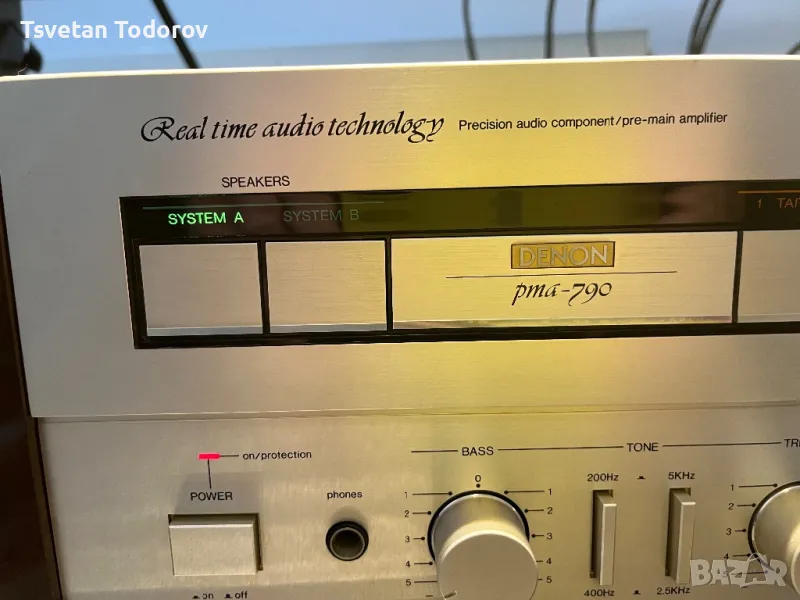 Tsvetan Todorov
Real time audio technology Precision audio component/pre-main amplifier
SPEAKERS
SYSTEM A SYSTEM B 1
DENON
pma-790
on/protection
POWER
phones
on off
BASS TONE
0
1 1
2 2
3 3
4 4
5 5
200Hz 5KHz
400Hz 2.5KHz
1
2
3
BAZAR